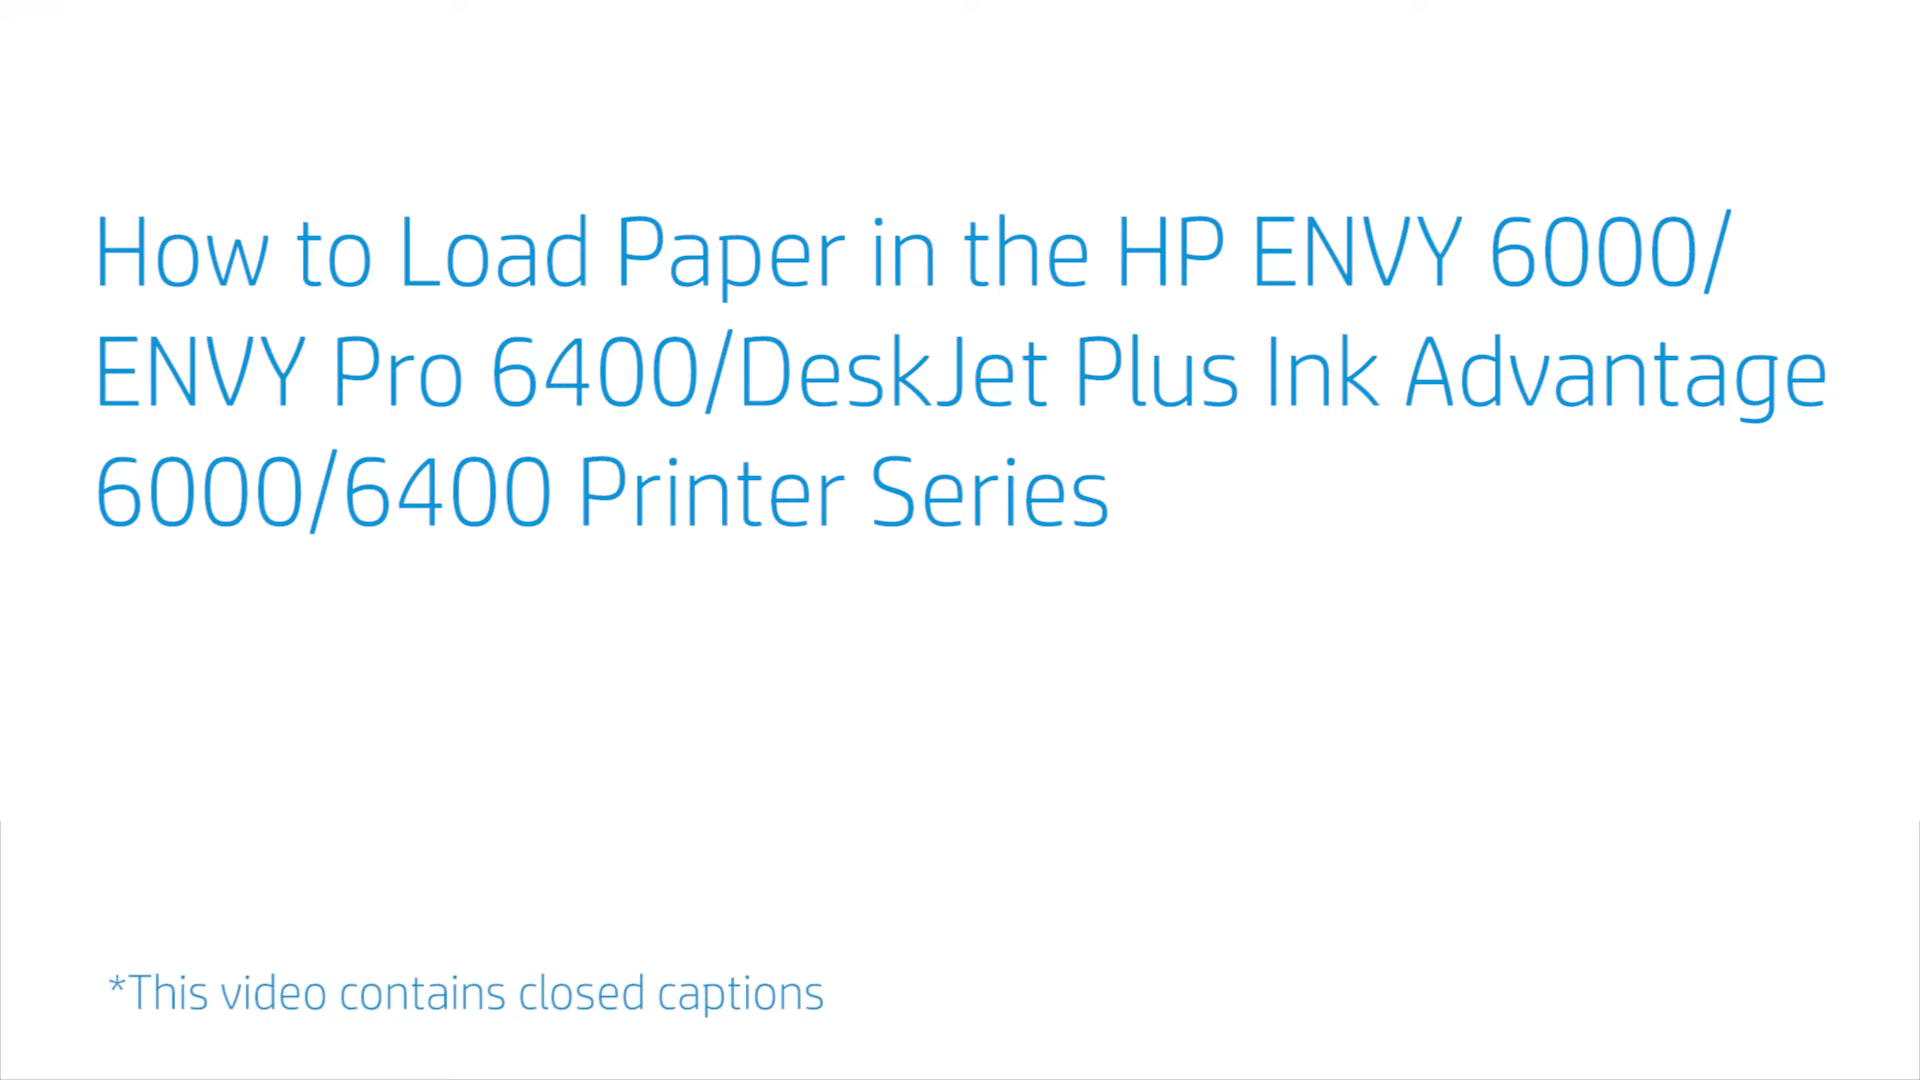 How to Load Paper in the HP ENVY 6000/
ENVY Pro 6400/DeskJet Plus Ink Advantage
6000/6400 Printer Series
*This video contains closed captions